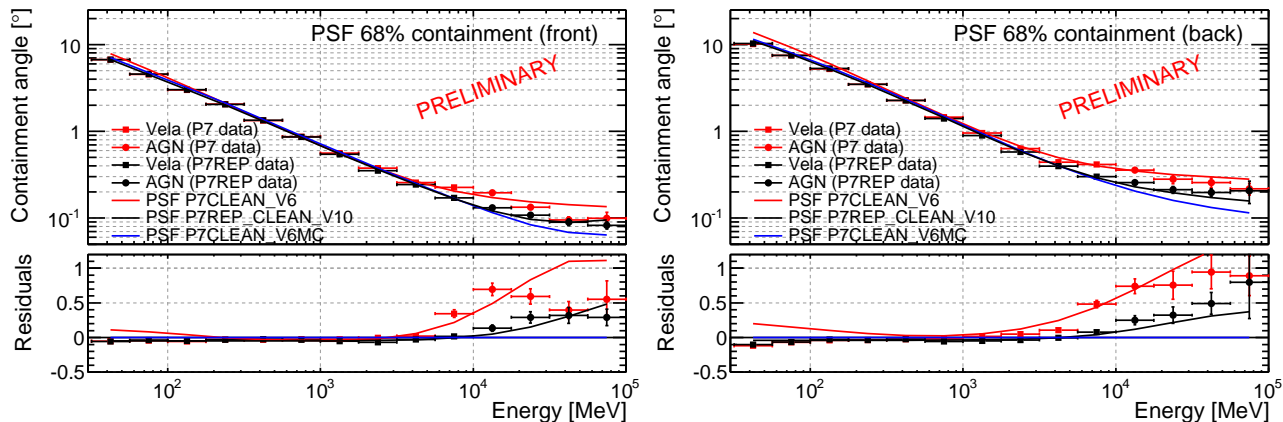 PSF 68% containment (front)
PRELIMINARY
Containment angle [°]
10
1
10⁻¹
Vela (P7 data)
AGN (P7 data)
Vela (P7REP data)
AGN (P7REP data)
PSF P7CLEAN_V6
PSF P7REP_CLEAN_V10
PSF P7CLEAN_V6MC
Residuals
1
0.5
0
-0.5
10² 10³ 10⁴ 10⁵
Energy [MeV]
PSF 68% containment (back)
PRELIMINARY
Containment angle [°]
10
1
10⁻¹
Vela (P7 data)
AGN (P7 data)
Vela (P7REP data)
AGN (P7REP data)
PSF P7CLEAN_V6
PSF P7REP_CLEAN_V10
PSF P7CLEAN_V6MC
Residuals
1
0.5
0
-0.5
10² 10³ 10⁴ 10⁵
Energy [MeV]